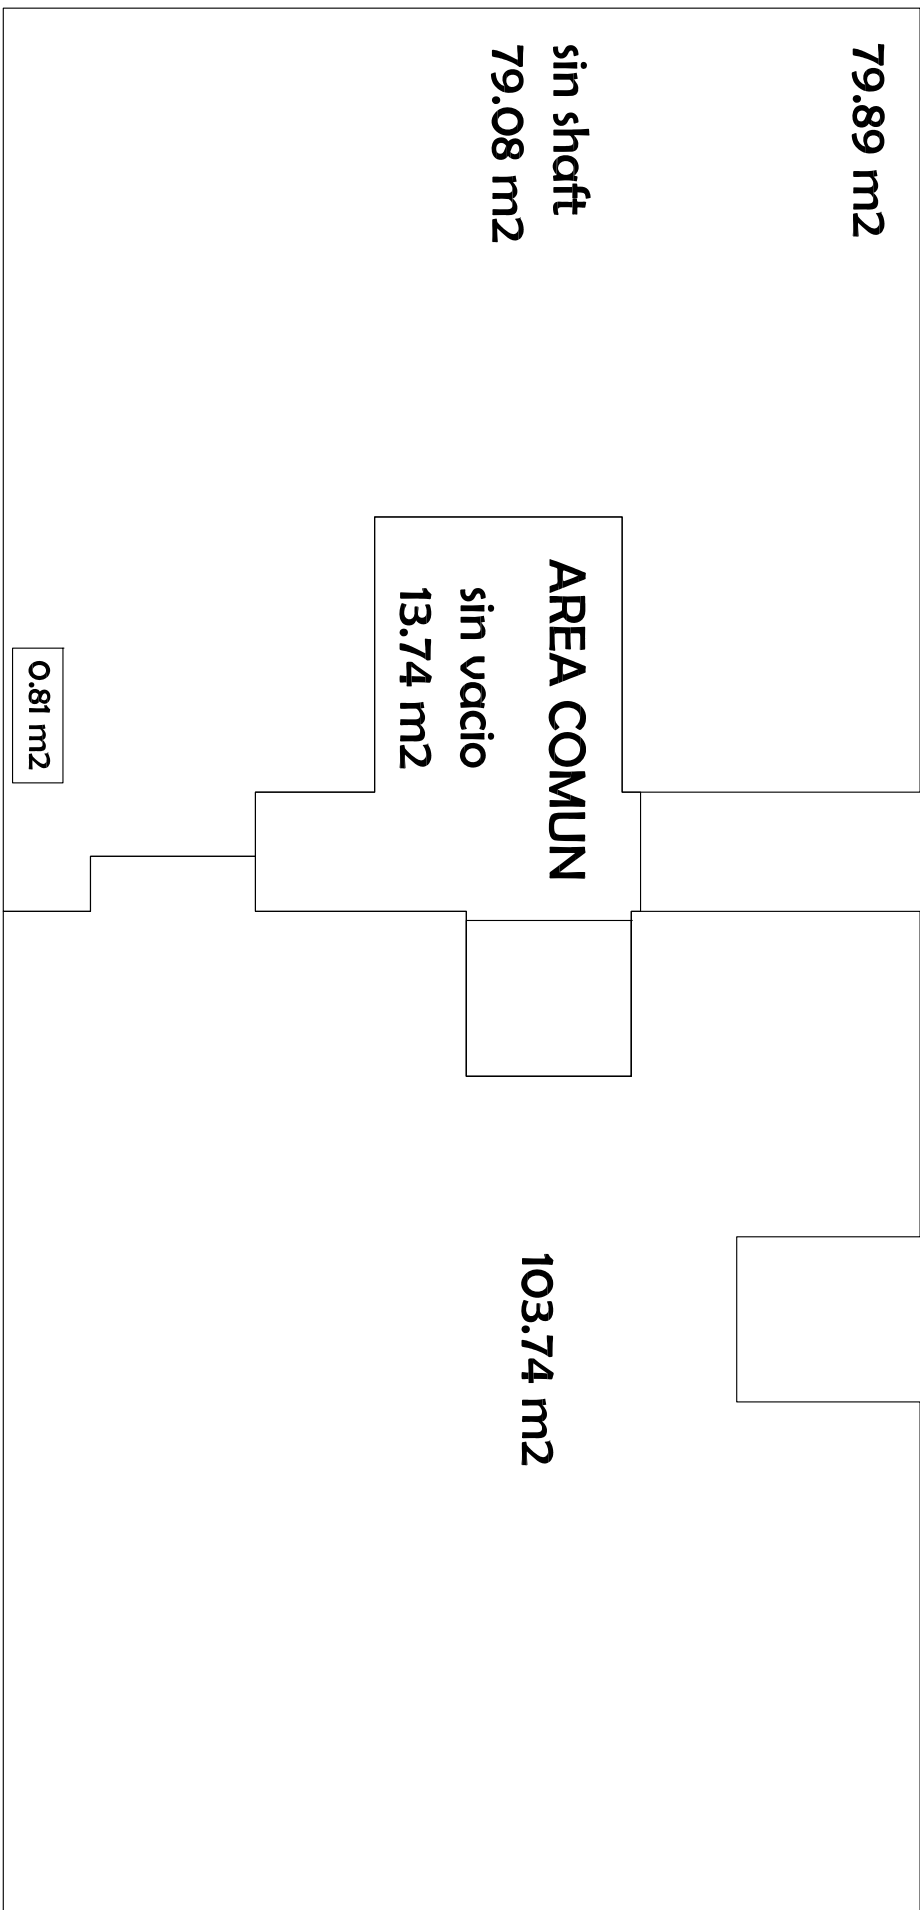 79.89 m2
sin shaft
79.08 m2
AREA COMUN
sin vacio
13.74 m2
0.81 m2
103.74 m2